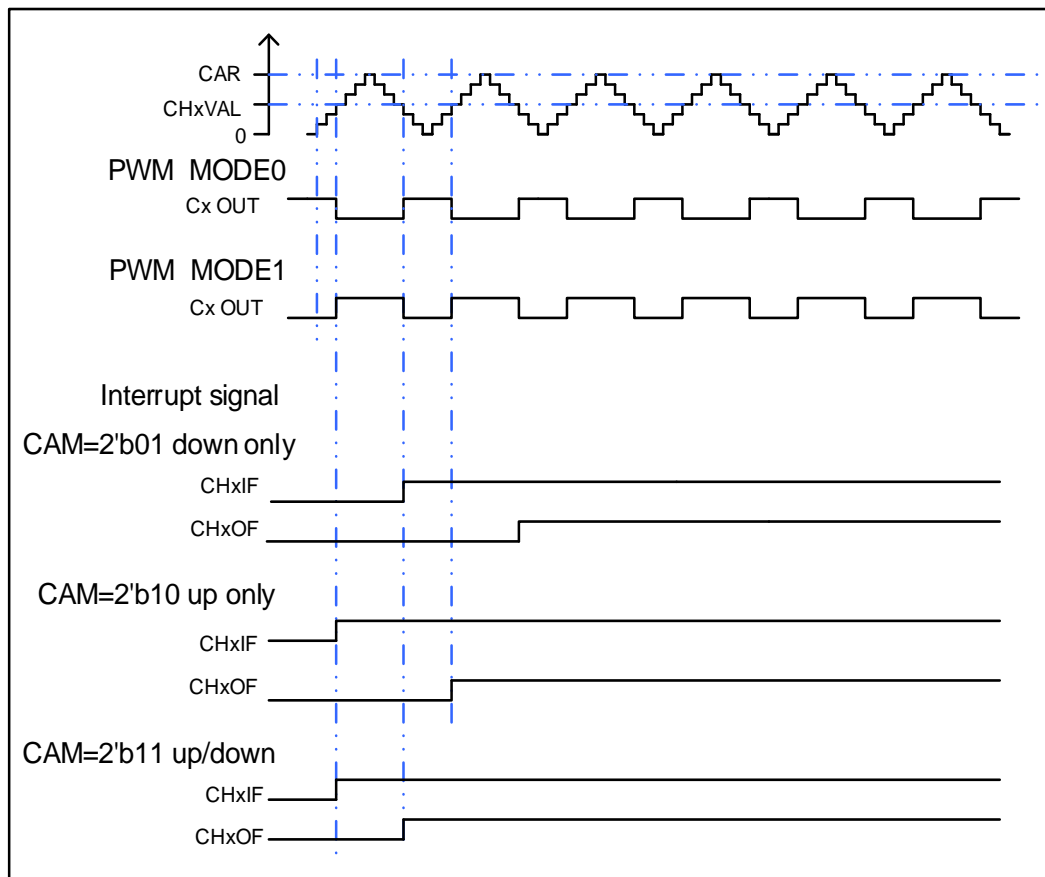 CAR
CHxVAL
0
PWM MODE0
Cx OUT
PWM MODE1
Cx OUT
Interrupt signal
CAM=2'b01 down only
CHxIF
CHxOF
CAM=2'b10 up only
CHxIF
CHxOF
CAM=2'b11 up/down
CHxIF
CHxOF